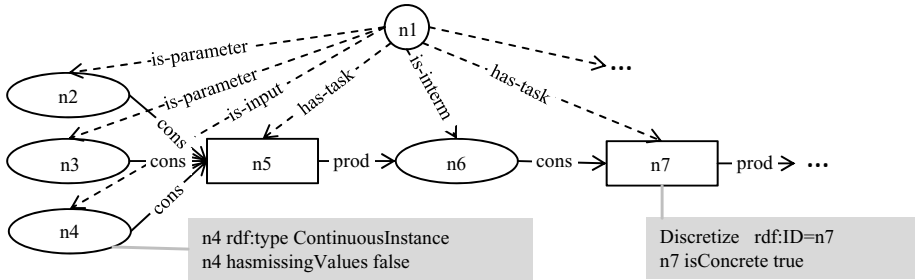 n1
is-parameter
...
n2
is-parameter
is-input
has-task
is-interm
has-task
cons
n3
cons
n5
prod
n6
cons
n7
prod
...
cons
n4
n4 rdf:type ContinuousInstance
n4 hasmissingValues false
Discretize rdf:ID=n7
n7 isConcrete true